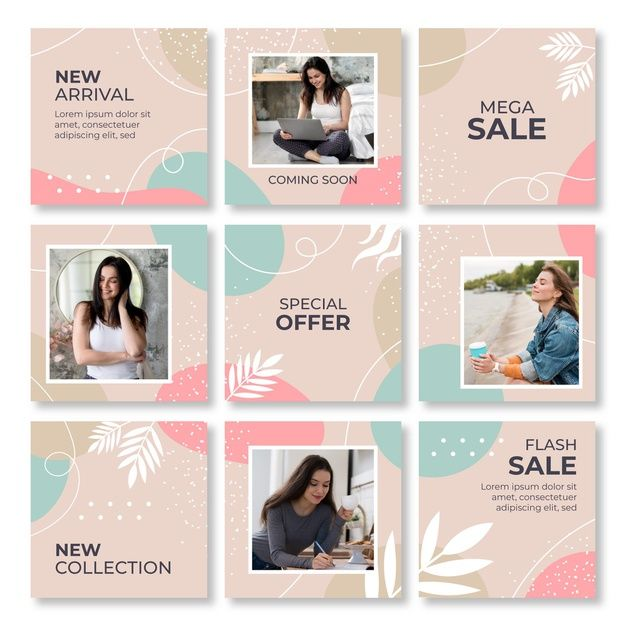 NEW
ARRIVAL
Lorem ipsum dolor sit
amet, consectetuer
adipiscing elit, sed
COMING SOON
MEGA
SALE
SPECIAL
OFFER
NEW
COLLECTION
FLASH
SALE
Lorem ipsum dolor sit
amet, consectetuer
adipiscing elit, sed